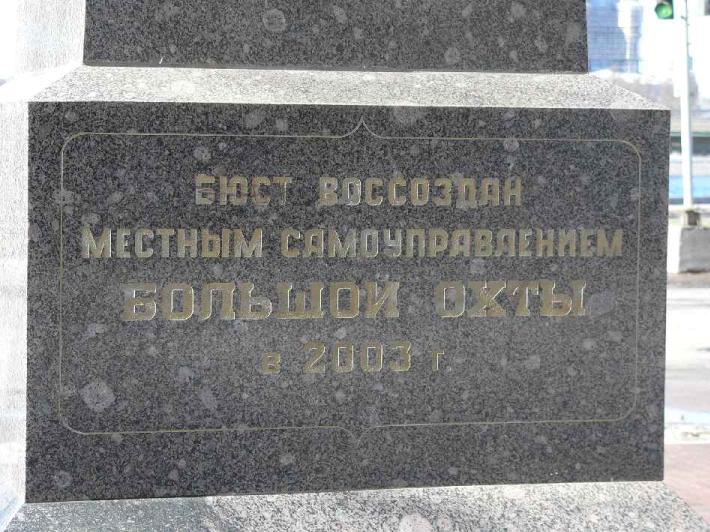 БЮСТ ВОССОЗДАН
МЕСТНЫМ САМОУПРАВЛЕНИЕМ
БОЛЬШОЙ ОХТЫ
в 2003 г.